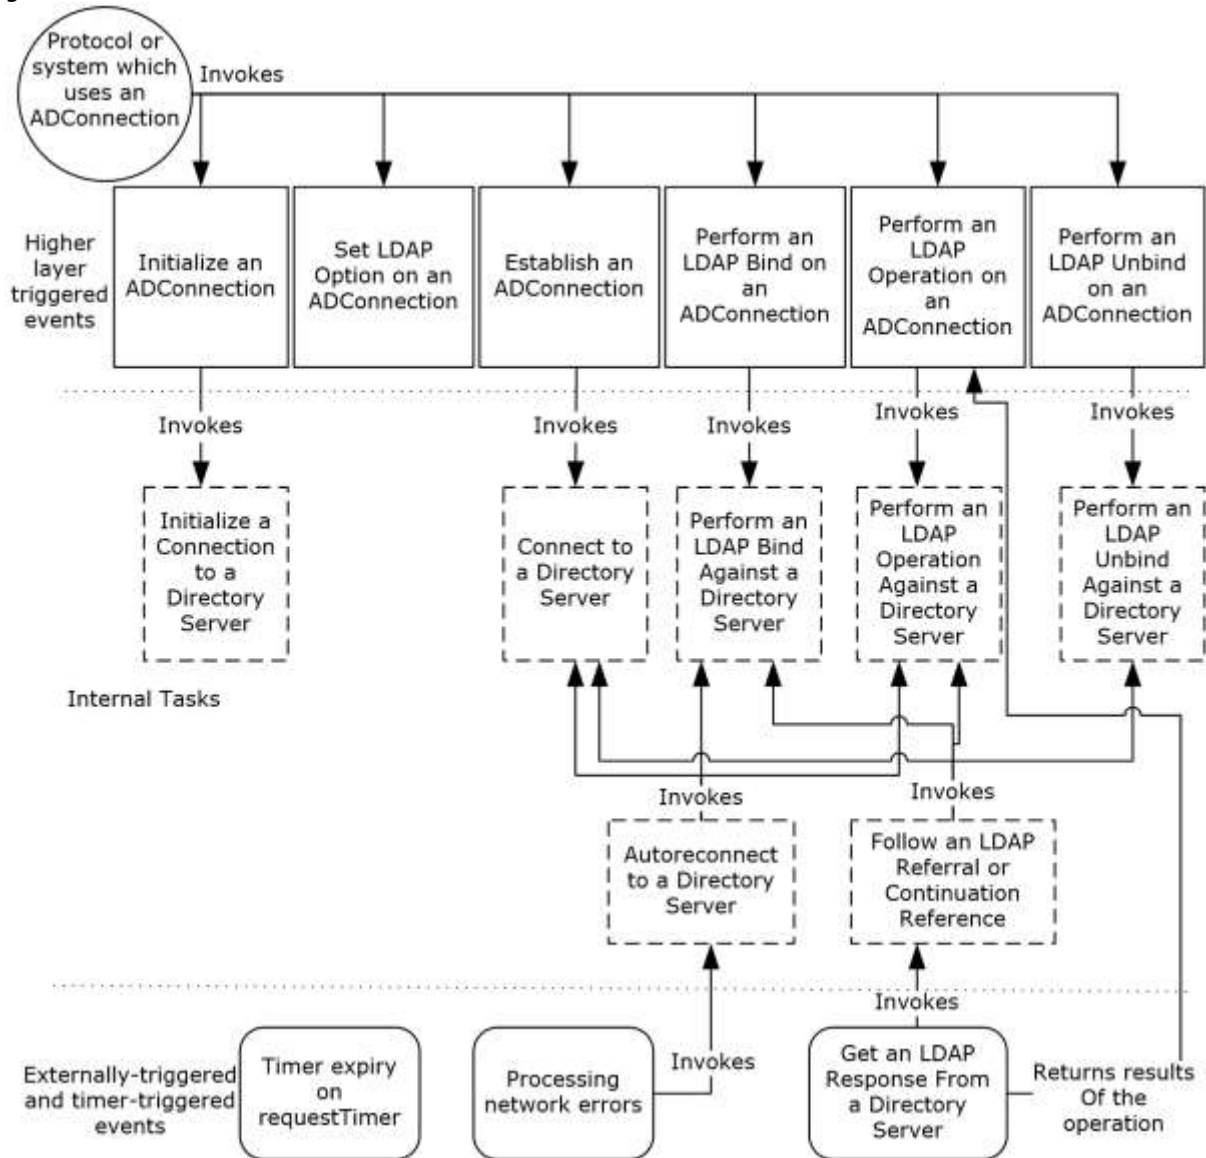 Protocol or
system which
uses an
ADConnection
Invokes
Higher
layer
triggered
events
Initialize an
ADConnection
Set LDAP
Option on an
ADConnection
Establish an
ADConnection
Perform an
LDAP Bind on
an
ADConnection
Perform an
LDAP
Operation on
an
ADConnection
Perform an
LDAP Unbind
on an
ADConnection
Invokes
Invokes
Invokes
Invokes
Invokes
Initialize a
Connection
to a
Directory
Server
Connect to
a Directory
Server
Perform an
LDAP Bind
Against a
Directory
Server
Perform an
LDAP
Operation
Against a
Directory
Server
Perform an
LDAP
Unbind
Against a
Directory
Server
Internal Tasks
Invokes
Invokes
Autoreconnect
to a Directory
Server
Follow an LDAP
Referral or
Continuation
Reference
Invokes
Invokes
Externally-triggered
and timer-triggered
events
Timer expiry
on
requestTimer
Processing
network errors
Get an LDAP
Response From
a Directory
Server
Returns results
Of the
operation